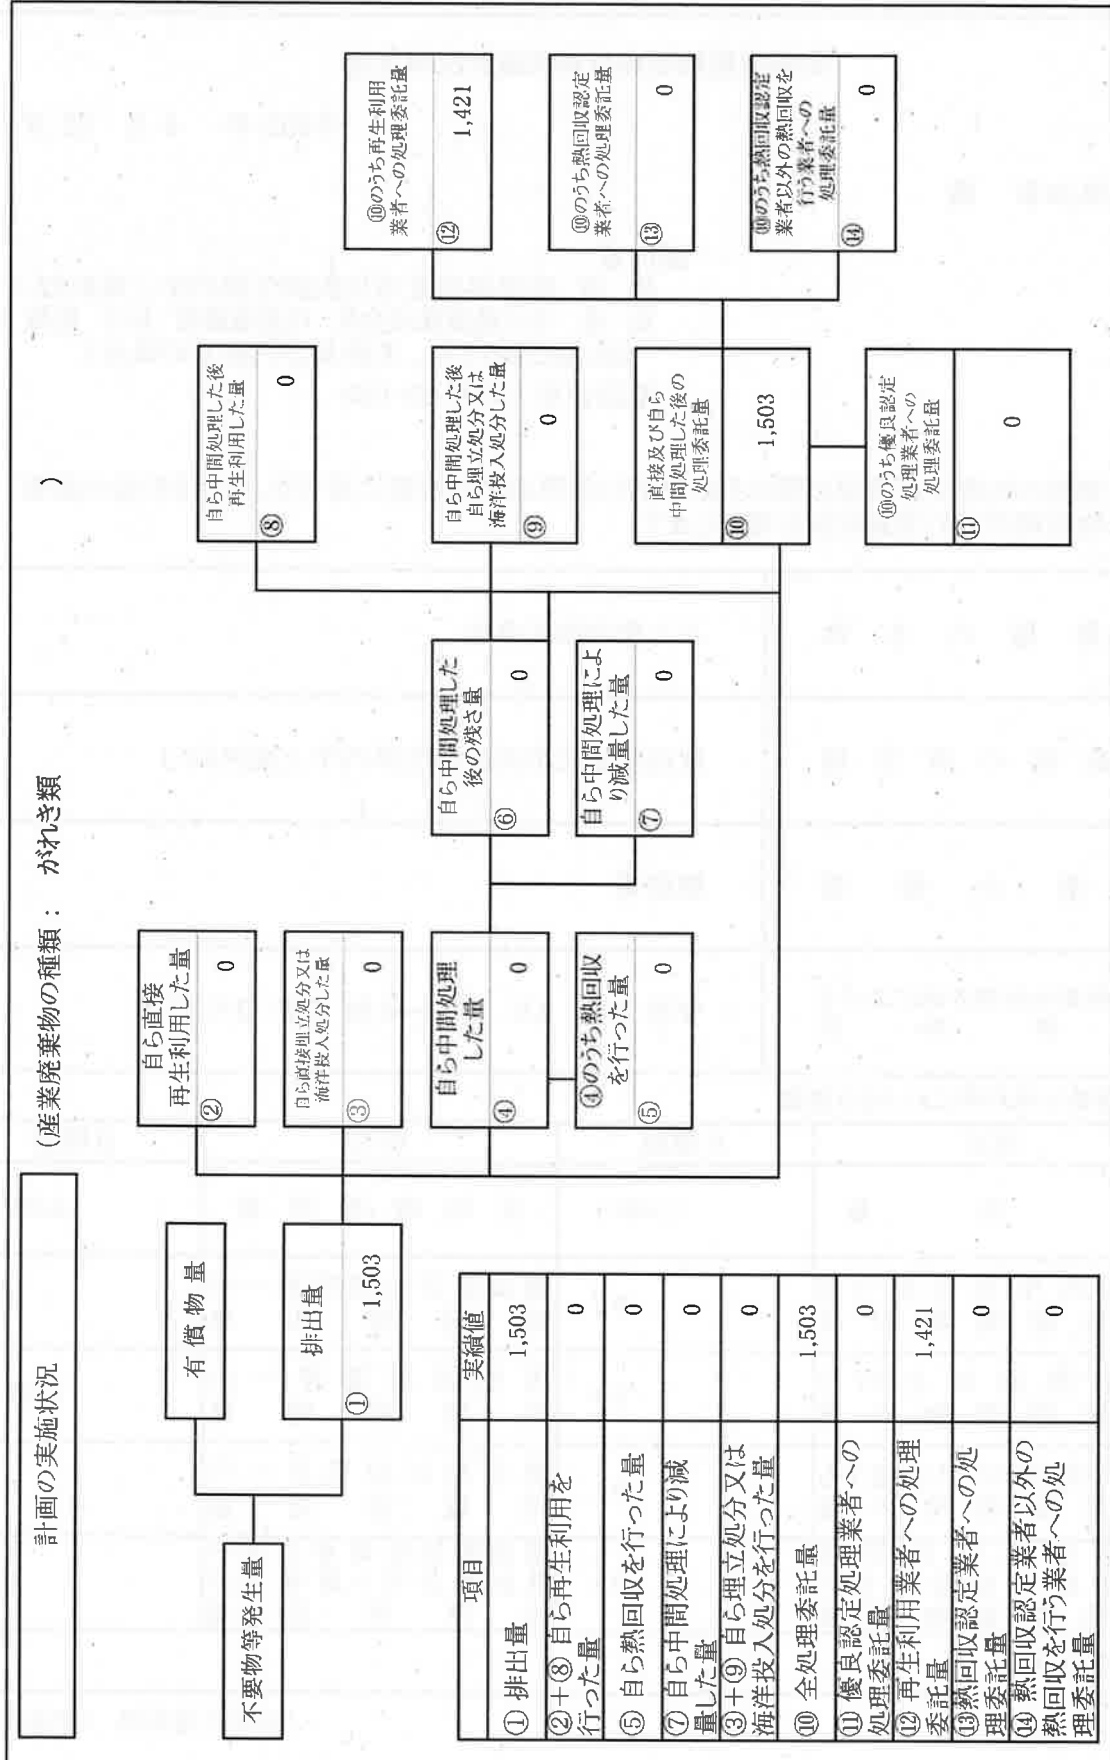 計画の実施状況
(産業廃棄物の種類： がれき類 )
不要物等発生量
有償物量
排出量
① 1,503
自ら直接
再生利用した量
② 0
自ら直接埋立処分又は
海洋投入処分した量
③ 0
自ら中間処理
した量
④ 0
④のうち熱回収
を行った量
⑤ 0
自ら中間処理した
後の残さ量
⑥ 0
自ら中間処理によ
り減量した量
⑦ 0
自ら中間処理した後
再生利用した量
⑧ 0
自ら中間処理した後
自ら埋立処分又は
海洋投入処分した量
⑨ 0
直接及び自ら
中間処理した後の
処理委託量
⑩ 1,503
⑩のうち優良認定
処理業者への
処理委託量
⑪ 0
⑩のうち再生利用
業者への処理委託量
⑫ 1,421
⑩のうち熱回収認定
業者への処理委託量
⑬ 0
⑩のうち熱回収認定
業者以外の熱回収を
行う業者への
処理委託量
⑭ 0
項目 実績値
① 排出量 1,503
②＋⑧ 自ら再生利用を
行った量 0
⑤ 自ら熱回収を行った量 0
⑦ 自ら中間処理により減
量した量 0
③＋⑨ 自ら埋立処分又は
海洋投入処分を行った量 0
⑩ 全処理委託量 1,503
⑪ 優良認定処理業者への
処理委託量 0
⑫ 再生利用業者への処理
委託量 1,421
⑬熱回収認定業者への処
理委託量 0
⑭ 熱回収認定業者以外の
熱回収を行う業者への処
理委託量 0